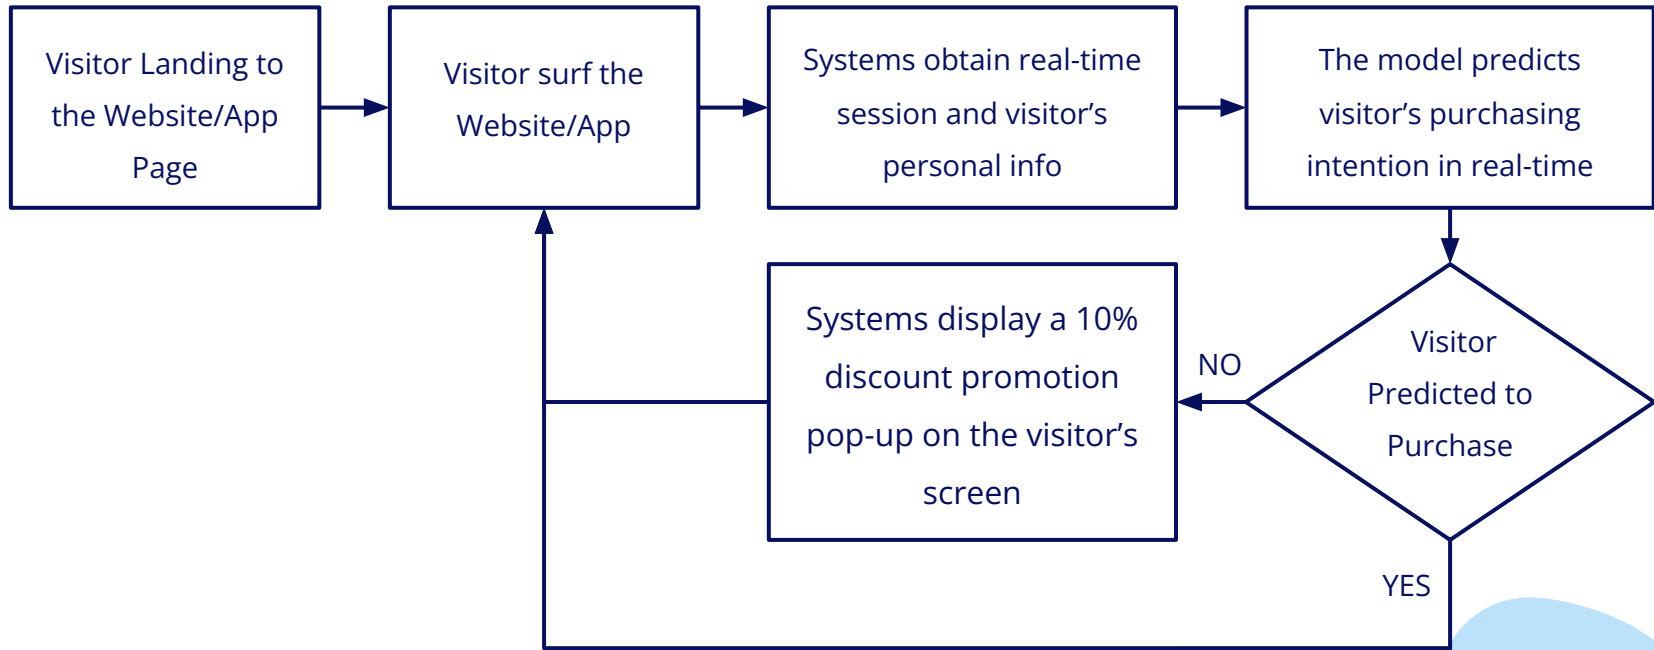 Visitor Landing to
the Website/App
Page
Visitor surf the
Website/App
Systems obtain real-time
session and visitor’s
personal info
The model predicts
visitor’s purchasing
intention in real-time
Visitor
Predicted to
Purchase
NO
Systems display a 10%
discount promotion
pop-up on the visitor’s
screen
YES